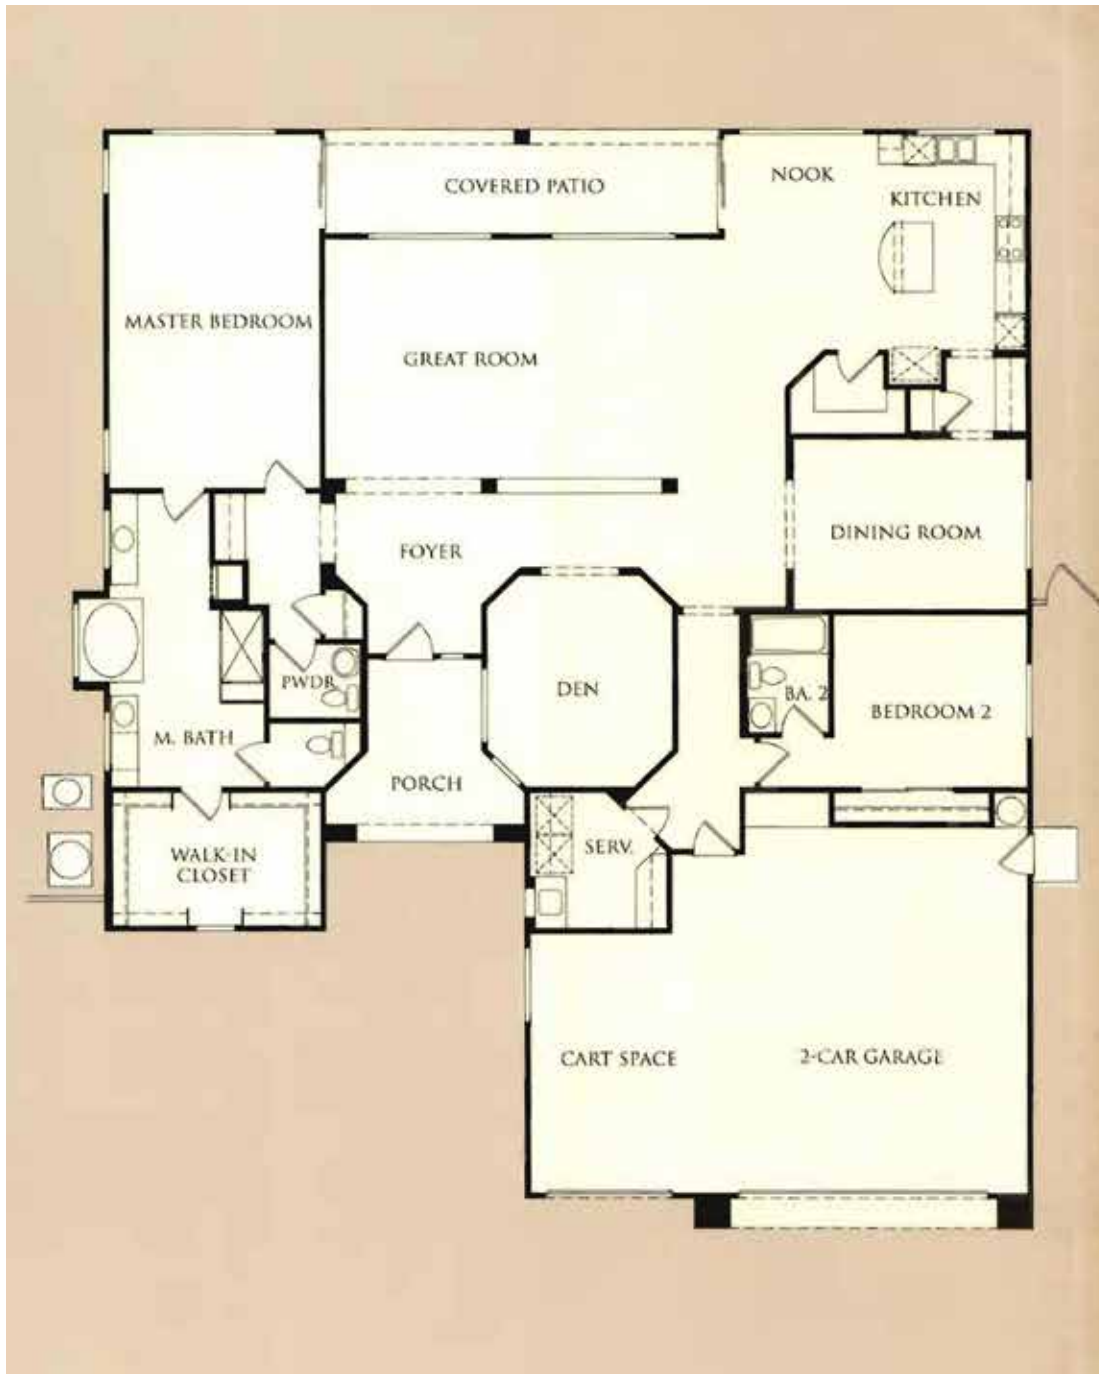 COVERED PATIO
NOOK
KITCHEN
MASTER BEDROOM
GREAT ROOM
DINING ROOM
FOYER
PWDR
DEN
BA. 2
BEDROOM 2
M. BATH
PORCH
WALK-IN
CLOSET
SERV.
CART SPACE
2-CAR GARAGE